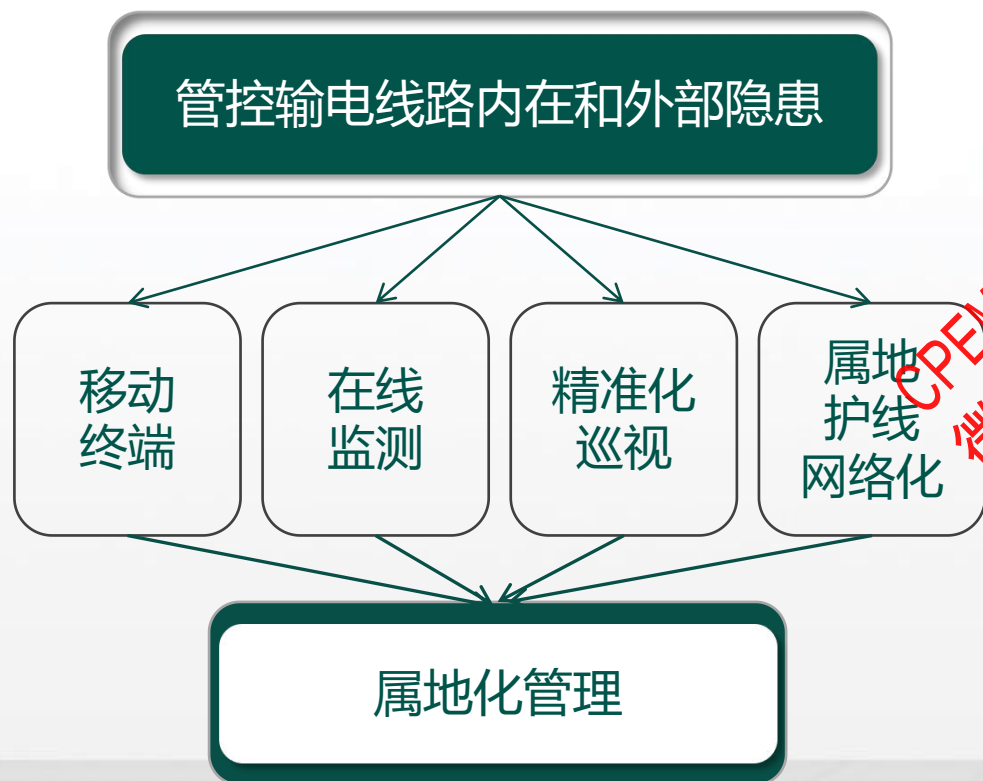 管控输电线路内在和外部隐患
移动
终端
在线
监测
精准化
巡视
属地
护线
网络化
属地化管理